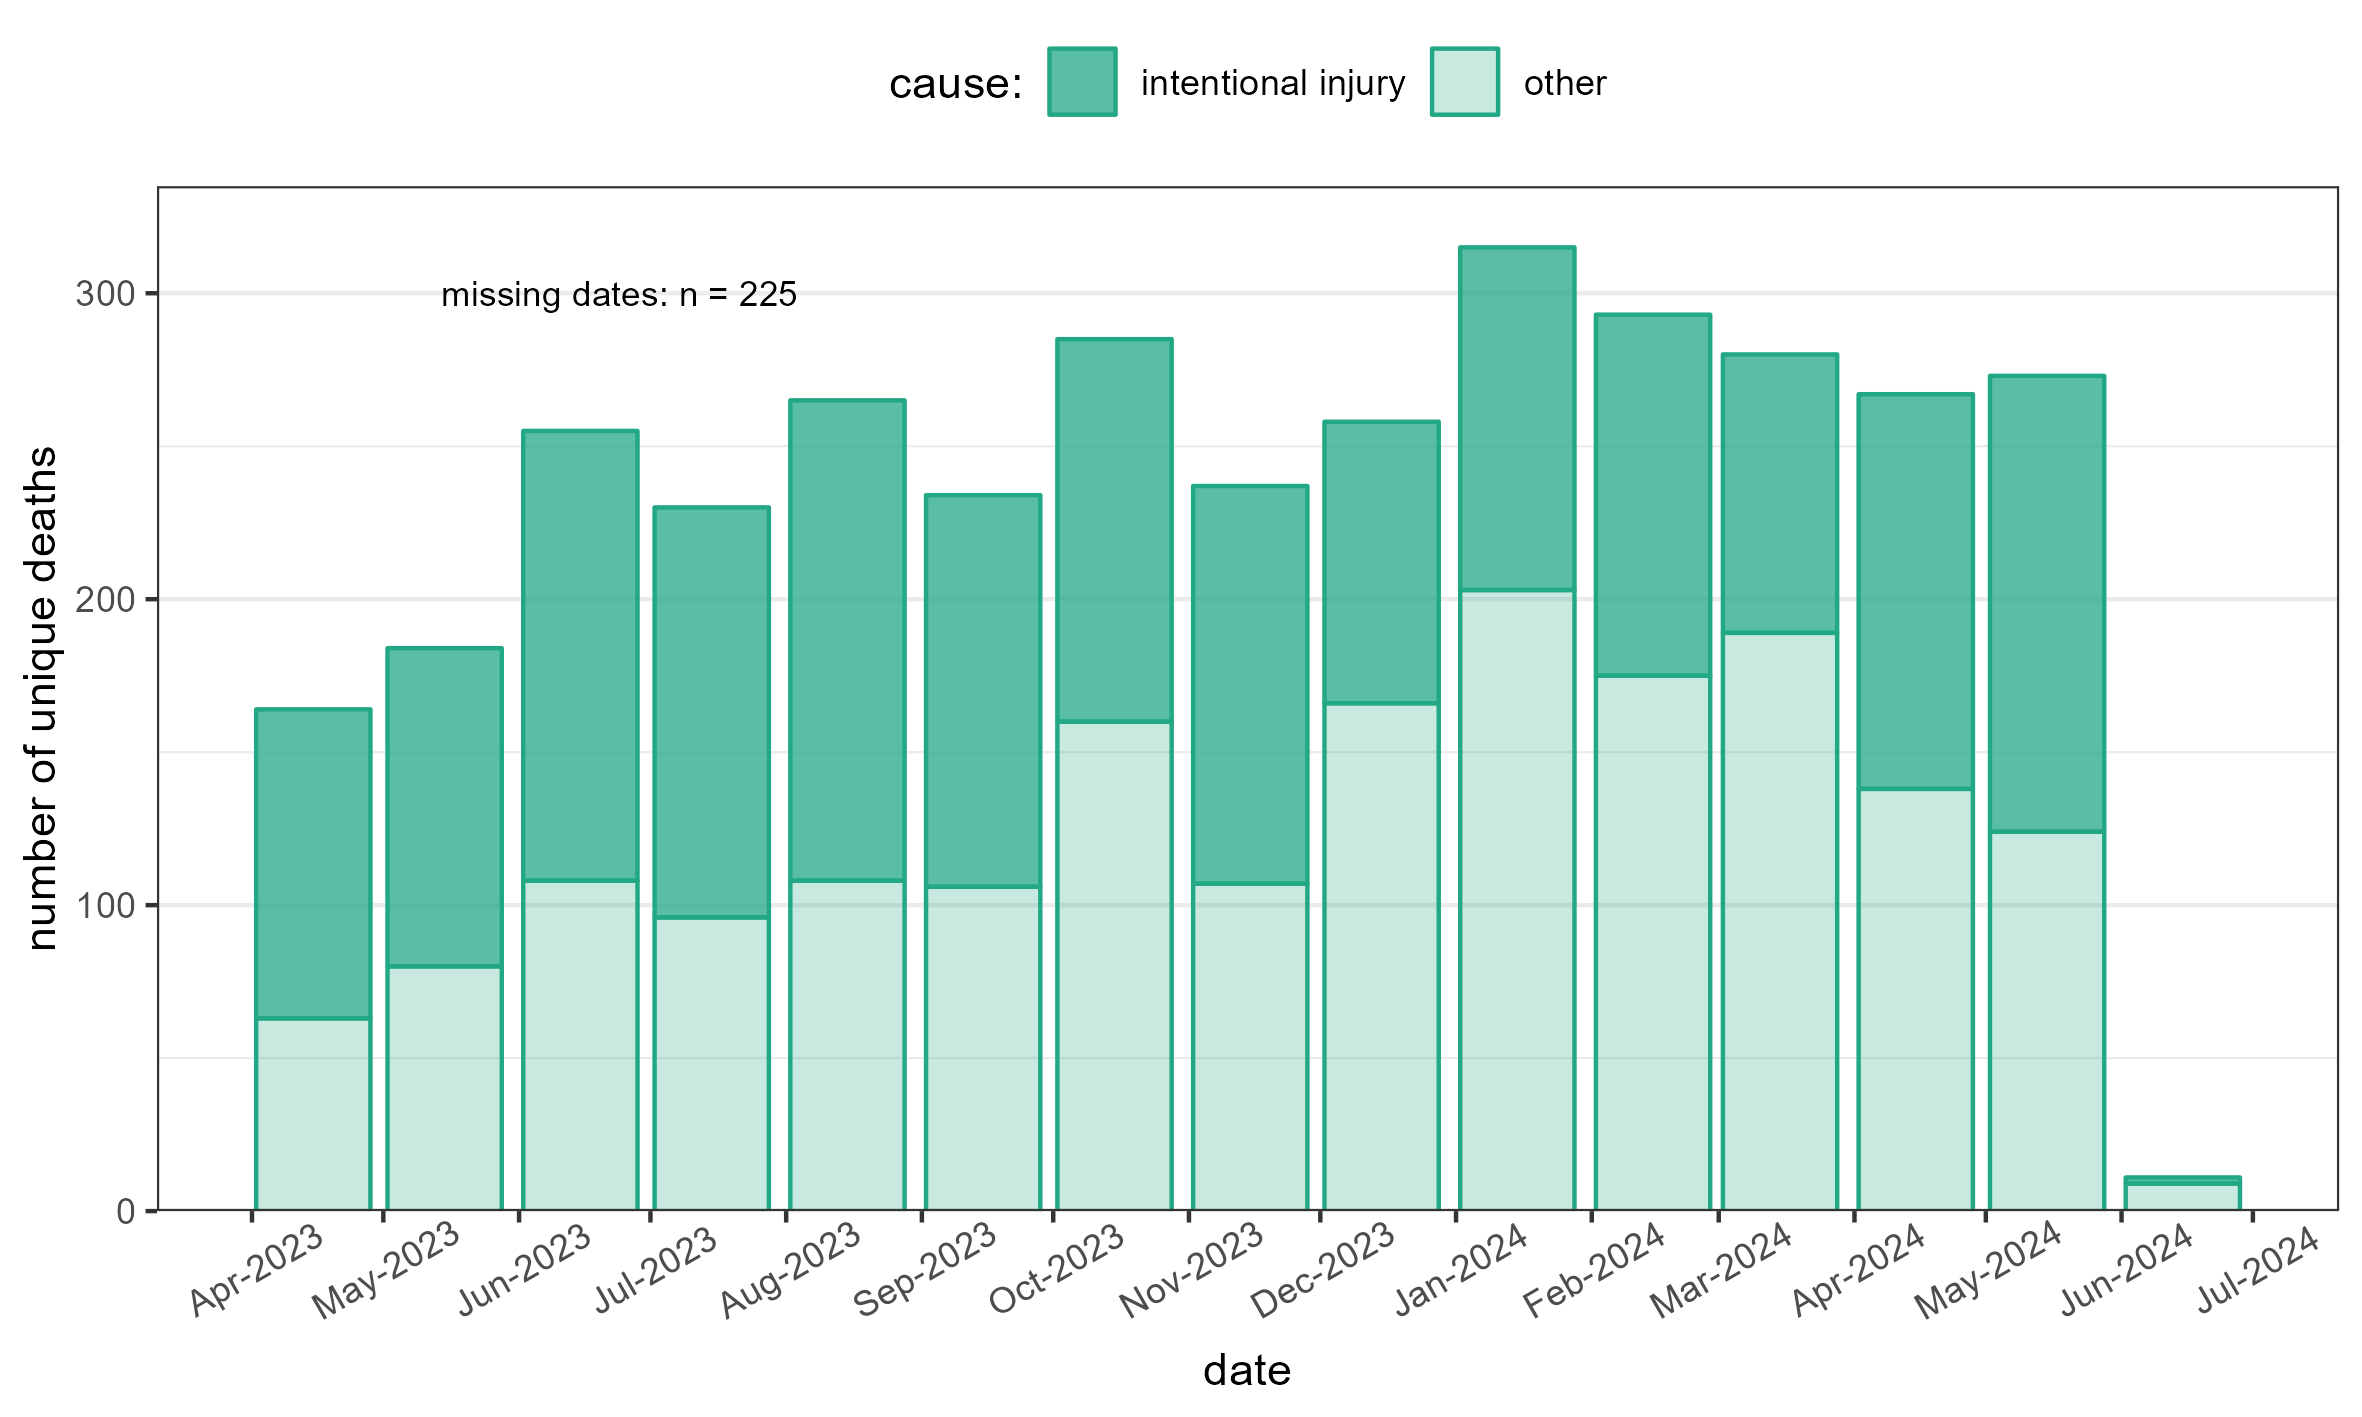 cause: intentional injury other
missing dates: n = 225
300
200
100
0
number of unique deaths
Apr-2023
May-2023
Jun-2023
Jul-2023
Aug-2023
Sep-2023
Oct-2023
Nov-2023
Dec-2023
Jan-2024
Feb-2024
Mar-2024
Apr-2024
May-2024
Jun-2024
Jul-2024
date